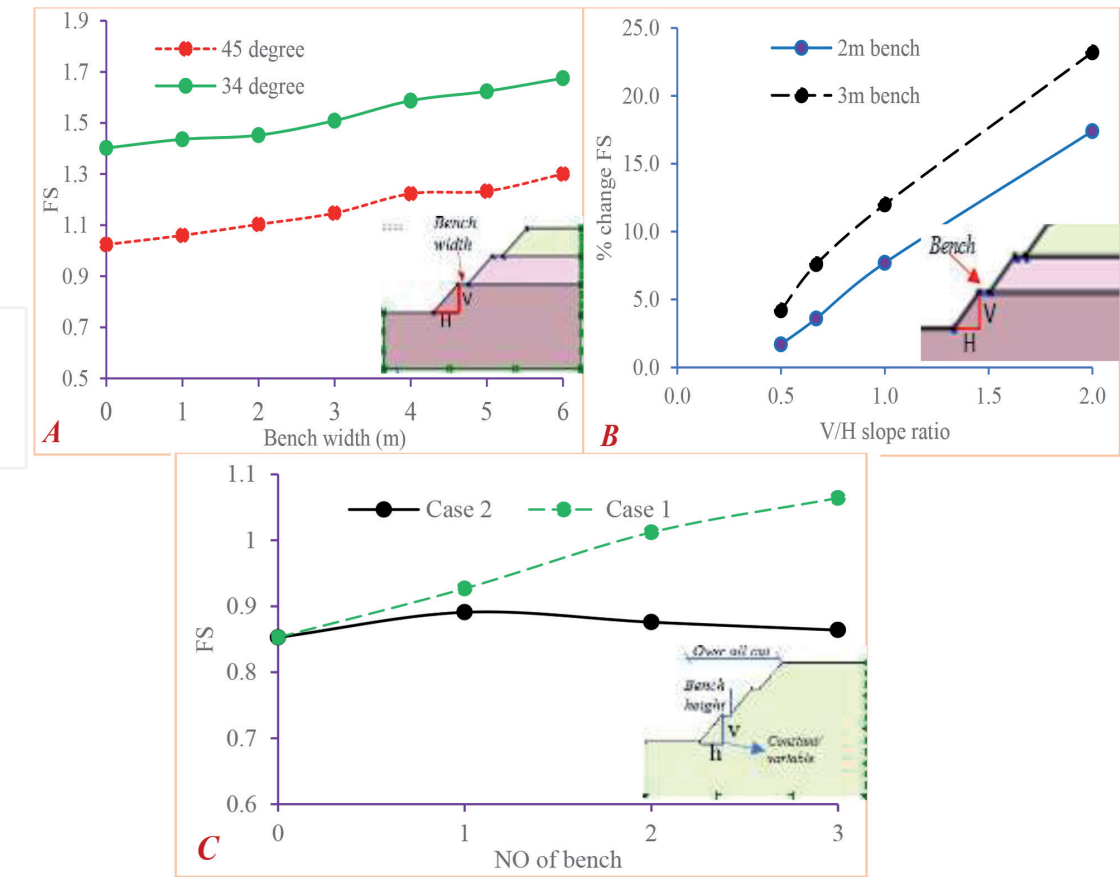 1.9
1.7
1.5
1.3
1.1
0.9
0.7
0.5
FS
45 degree
34 degree
Bench
width
V
H
0 1 2 3 4 5 6
Bench width (m)
A
25.0
20.0
15.0
10.0
5.0
0.0
% change FS
2m bench
3m bench
Bench
V
H
0.0 0.5 1.0 1.5 2.0
V/H slope ratio
B
1.1
1
0.9
0.8
0.7
0.6
FS
Case 2 Case 1
Over all cut
Bench
height
v
h
Constant/
variable
0 1 2 3
NO of bench
C